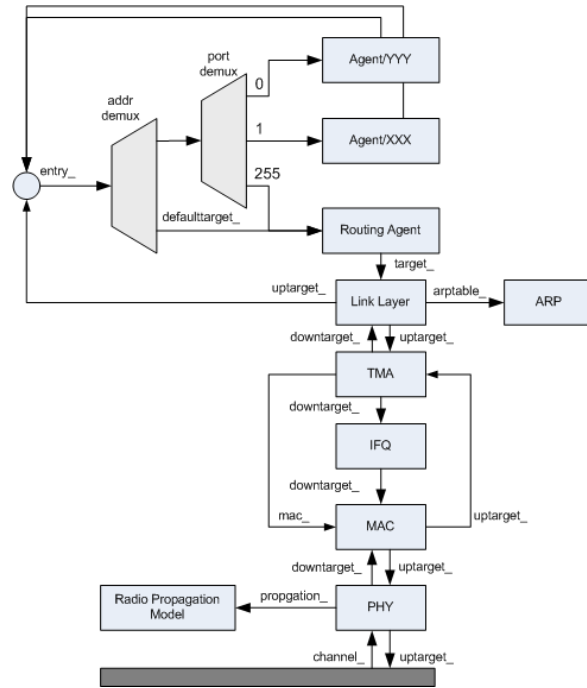 port
demux
0
Agent/YYY
addr
demux
1
Agent/XXX
255
entry_
defaulttarget_
Routing Agent
target_
uptarget_
Link Layer
arptable_
ARP
downtarget_
uptarget_
TMA
downtarget_
IFQ
downtarget_
mac_
MAC
uptarget_
downtarget_
uptarget_
Radio Propagation
Model
propgation_
PHY
channel_
uptarget_